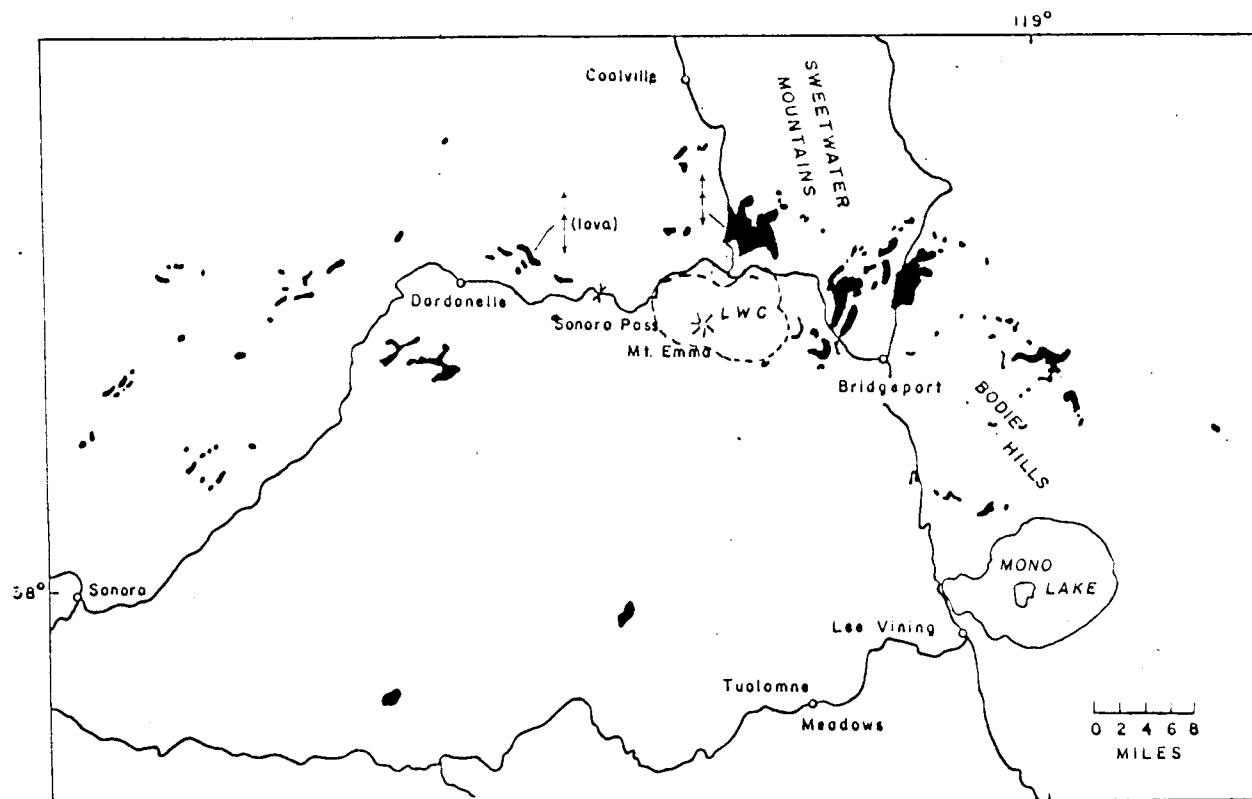 119°
Coolville
SWEETWATER
MOUNTAINS
(lava)
Dardanelle
Sonora Pass
LWC
Mt. Emma
Bridgeport
BODIE
HILLS
38°
Sonora
MONO
LAKE
Lee Vining
Tuolomne
Meadows
0 2 4 6 8
MILES